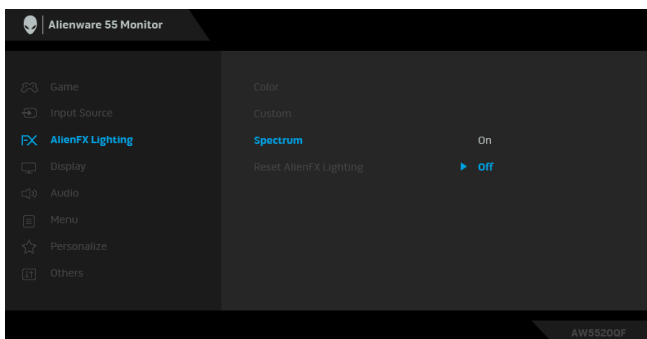 Alienware 55 Monitor
Game
Color
Input Source
Custom
FX AlienFX Lighting
Spectrum
On
Display
Reset AlienFX Lighting
Off
Audio
Menu
Personalize
Others
AW5520QF